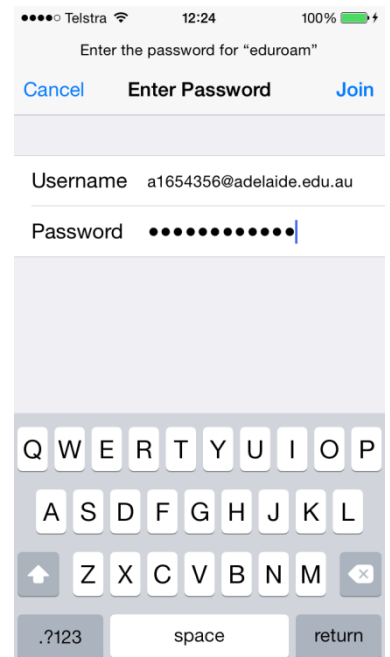 Telstra 12:24 100%
Enter the password for “eduroam”
Cancel Enter Password Join
Username a1654356@adelaide.edu.au
Password ●●●●●●●●●●●●
Q W E R T Y U I O P
A S D F G H J K L
Z X C V B N M
.?123 space return